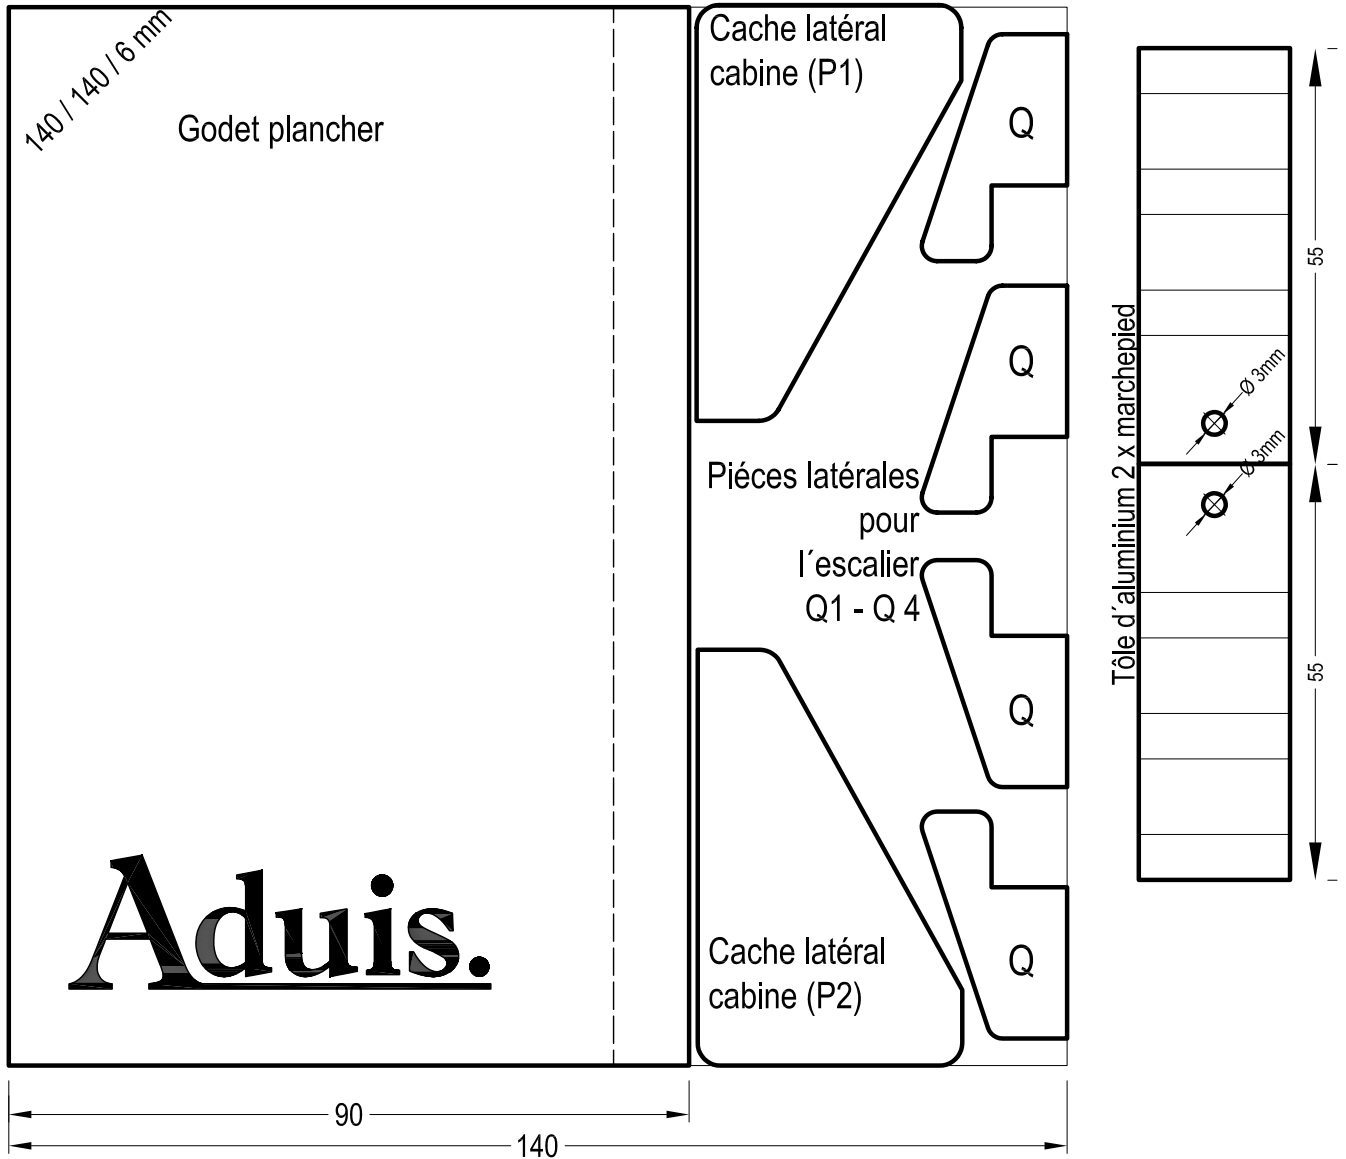 140 / 140 / 6 mm
Godet plancher
Cache latéral
cabine (P1)
Q
Q
Piéces latérales
pour
l´escalier
Q1 - Q 4
Q
Cache latéral
cabine (P2)
Q
Aduis.
90
140
Tôle d´aluminium 2 x marchepied
55
Ø 3mm
Ø 3mm
55